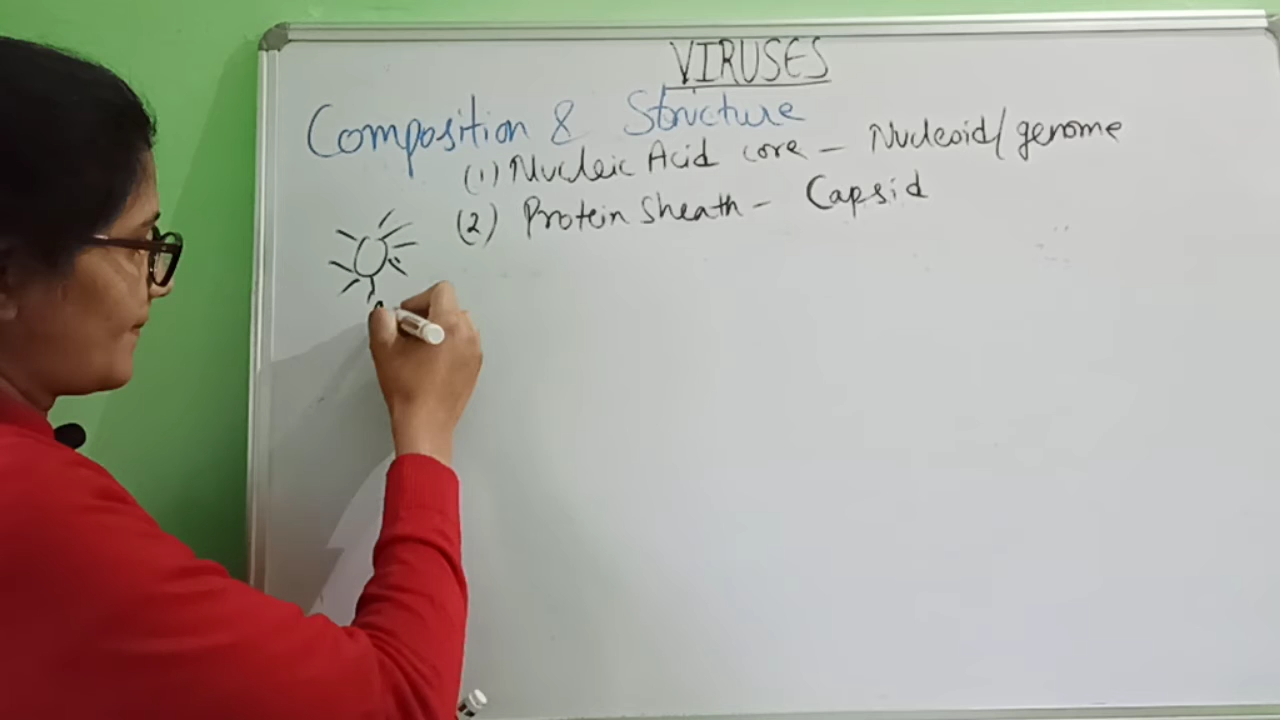 VIRUSES
Composition & Structure
(1) Nucleic Acid core - Nucleoid/genome
(2) Protein Sheath - Capsid